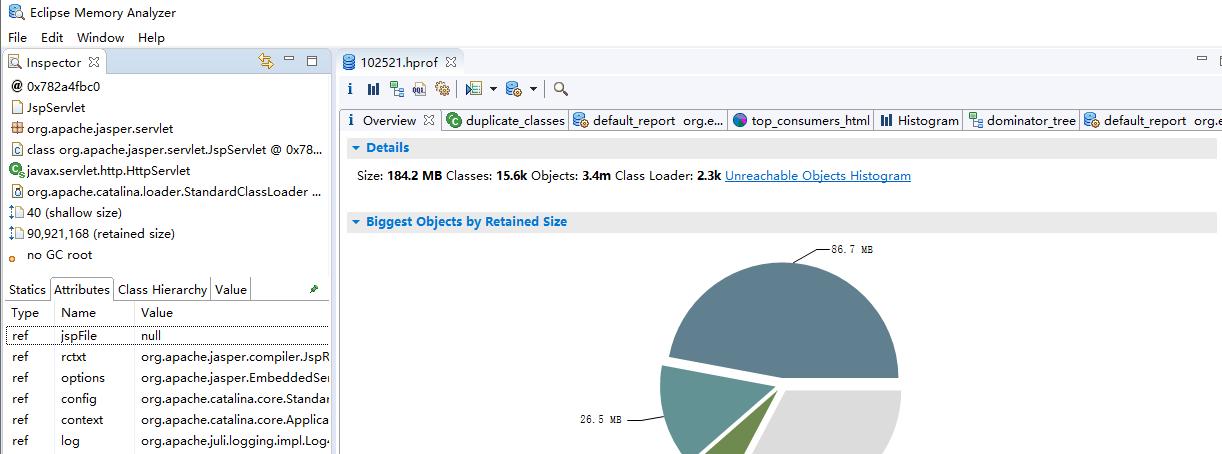 Eclipse Memory Analyzer
File Edit Window Help
Inspector
0x782a4fbc0
JspServlet
org.apache.jasper.servlet
class org.apache.jasper.servlet.JspServlet @ 0x78...
javax.servlet.http.HttpServlet
org.apache.catalina.loader.StandardClassLoader ...
40 (shallow size)
90,921,168 (retained size)
no GC root
Statics Attributes Class Hierarchy Value
Type Name Value
ref jspFile null
ref rctxt org.apache.jasper.compiler.JspR
ref options org.apache.jasper.EmbeddedSer
ref config org.apache.catalina.core.Standar
ref context org.apache.catalina.core.Applica
ref log org.apache.juli.logging.impl.Log4
102521.hprof
i OQL
i Overview duplicate_classes default_report org.e... top_consumers_html Histogram dominator_tree default_report org.e
Details
Size: 184.2 MB Classes: 15.6k Objects: 3.4m Class Loader: 2.3k Unreachable Objects Histogram
Biggest Objects by Retained Size
86.7 MB
26.5 MB